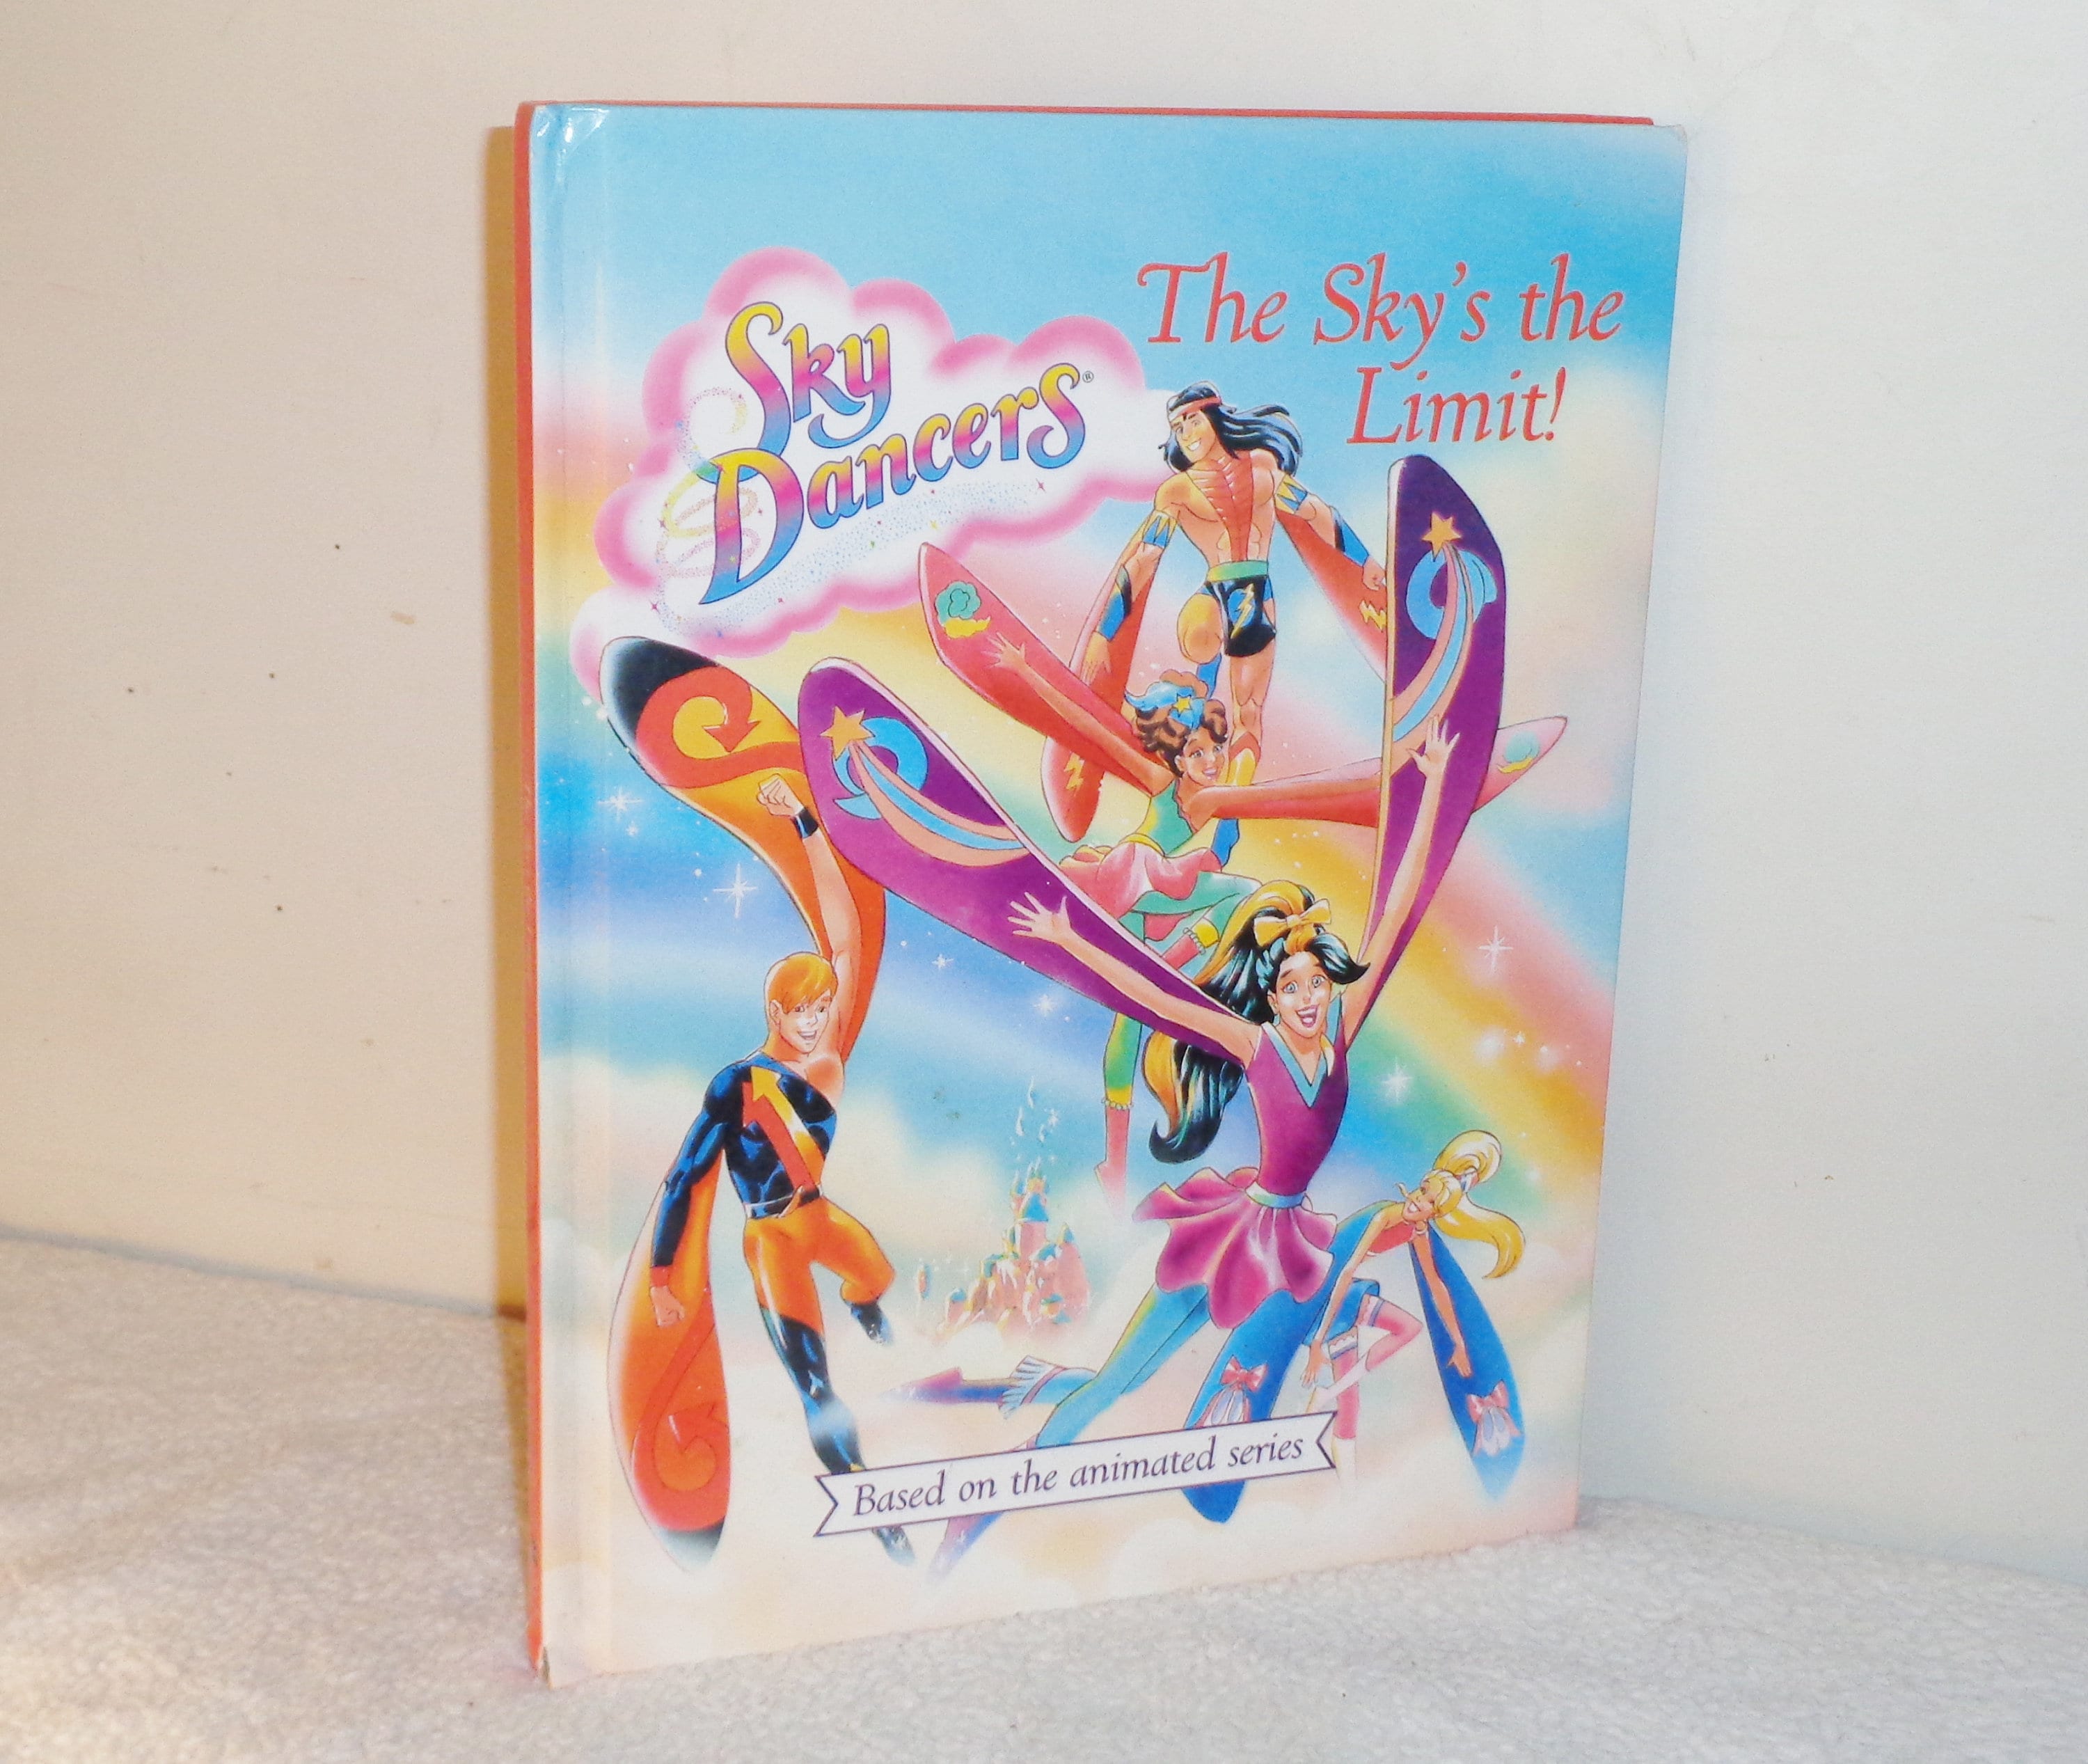 Sky
Dancers®
The Sky's the
Limit!
Based on the animated series